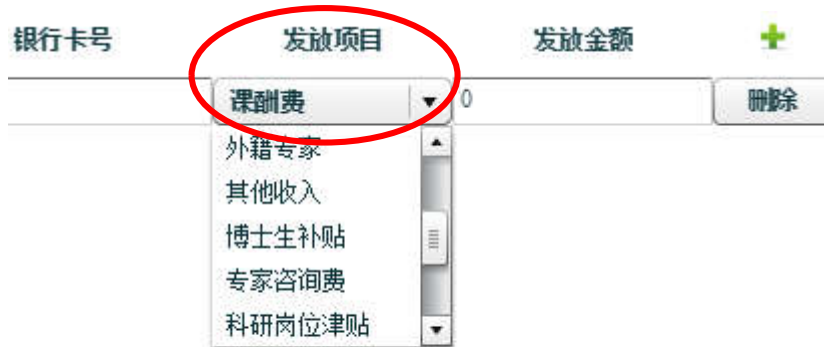 银行卡号 发放项目 发放金额
课酬费 0 删除
外籍专家
其他收入
博士生补贴
专家咨询费
科研岗位津贴